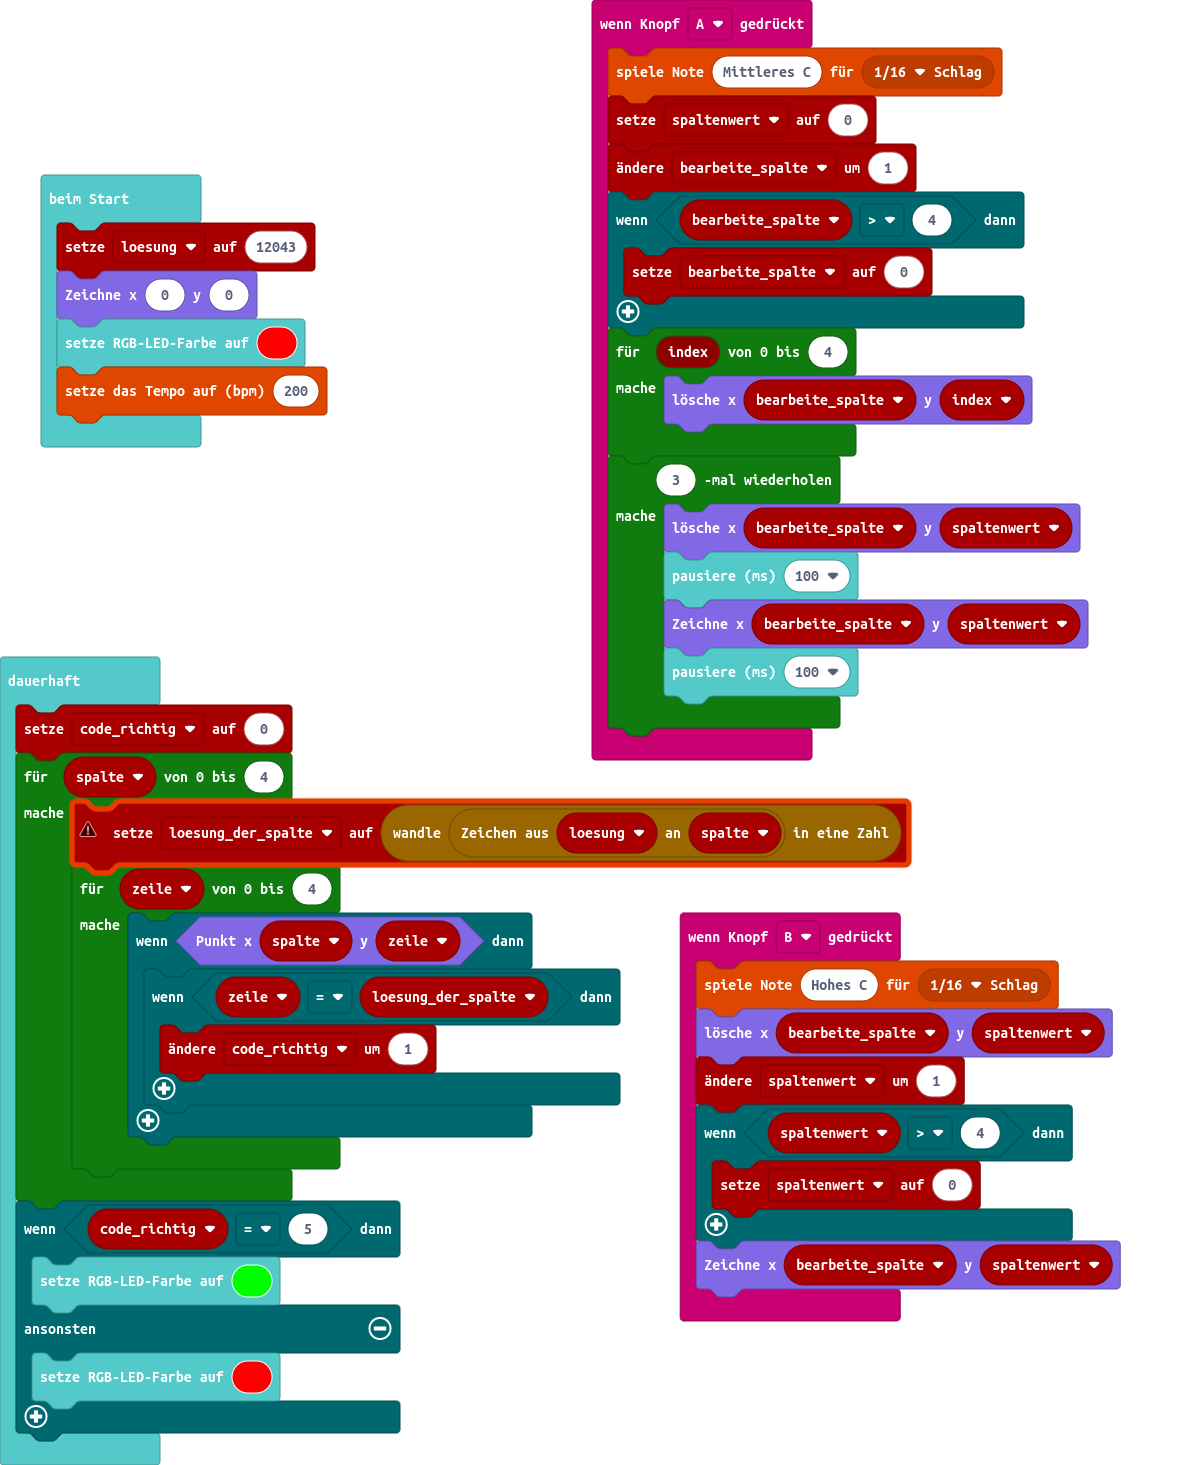 beim Start
setze loesung auf 12043
Zeichne x 0 y 0
setze RGB-LED-Farbe auf
setze das Tempo auf (bpm) 200
wenn Knopf A gedrückt
spiele Note Mittleres C für 1/16 Schlag
setze spaltenwert auf 0
ändere bearbeite_spalte um 1
wenn bearbeite_spalte > 4 dann
setze bearbeite_spalte auf 0
für index von 0 bis 4
mache
lösche x bearbeite_spalte y index
3 -mal wiederholen
mache
lösche x bearbeite_spalte y spaltenwert
pausiere (ms) 100
Zeichne x bearbeite_spalte y spaltenwert
pausiere (ms) 100
dauerhaft
setze code_richtig auf 0
für spalte von 0 bis 4
mache
setze loesung_der_spalte auf wandle Zeichen aus loesung an spalte in eine Zahl
für zeile von 0 bis 4
mache
wenn Punkt x spalte y zeile dann
wenn zeile = loesung_der_spalte dann
ändere code_richtig um 1
wenn code_richtig = 5 dann
setze RGB-LED-Farbe auf
ansonsten
setze RGB-LED-Farbe auf
wenn Knopf B gedrückt
spiele Note Hohes C für 1/16 Schlag
lösche x bearbeite_spalte y spaltenwert
ändere spaltenwert um 1
wenn spaltenwert > 4 dann
setze spaltenwert auf 0
Zeichne x bearbeite_spalte y spaltenwert